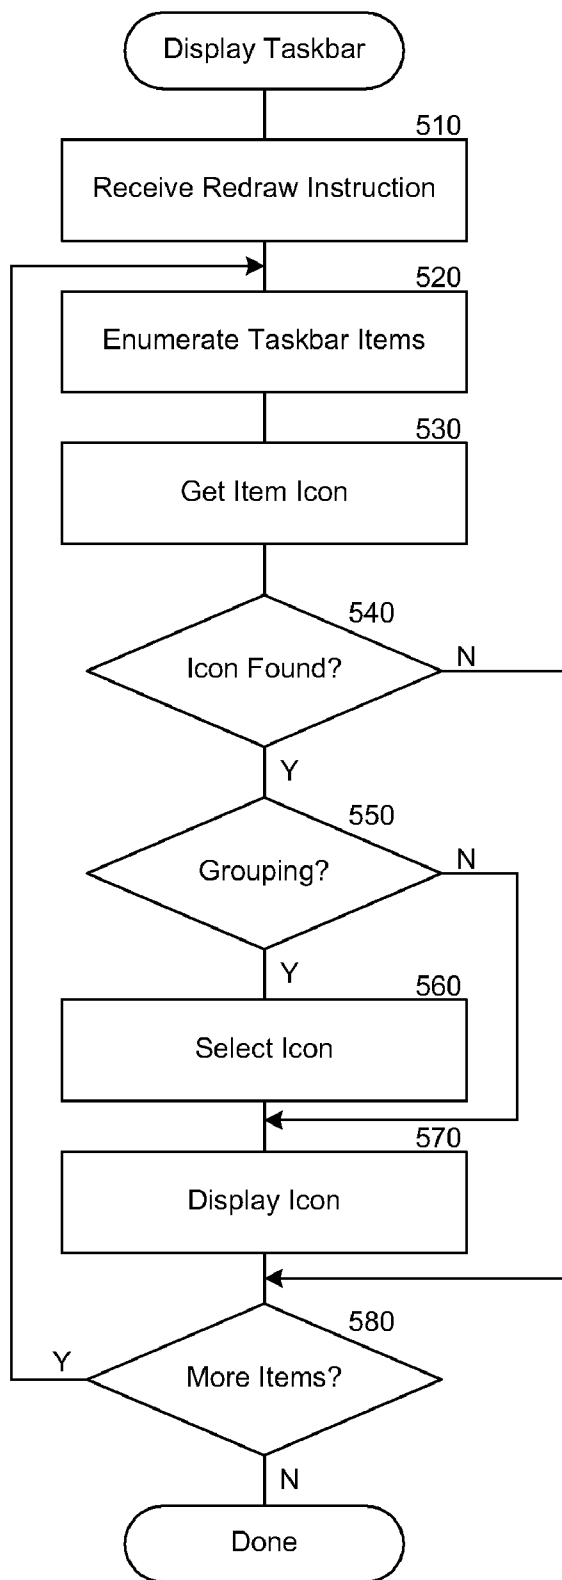 Display Taskbar
510
Receive Redraw Instruction
520
Enumerate Taskbar Items
530
Get Item Icon
540
Icon Found?
N
Y
550
Grouping?
N
Y
560
Select Icon
570
Display Icon
580
More Items?
Y
N
Done